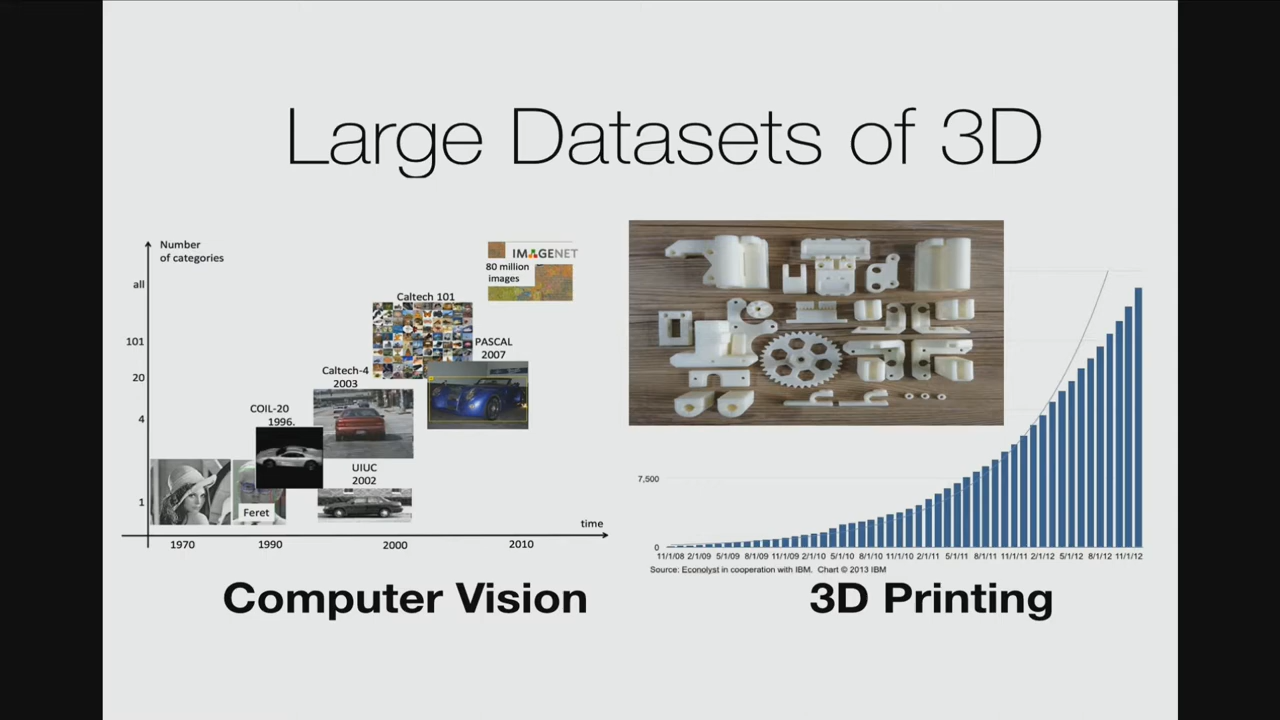 Large Datasets of 3D
Number
of categories
all
101
20
4
1
IMAGENET
80 million
images
Caltech 101
PASCAL
2007
Caltech-4
2003
COIL-20
1996.
UIUC
2002
Feret
time
1970 1990 2000 2010
Computer Vision
7,500
0
11/1/08 2/1/09 5/1/09 8/1/09 11/1/09 2/1/10 5/1/10 8/1/10 11/1/10 2/1/11 5/1/11 8/1/11 11/1/11 2/1/12 5/1/12 8/1/12 11/1/12
Source: Econolyst in cooperation with IBM. Chart © 2013 IBM
3D Printing